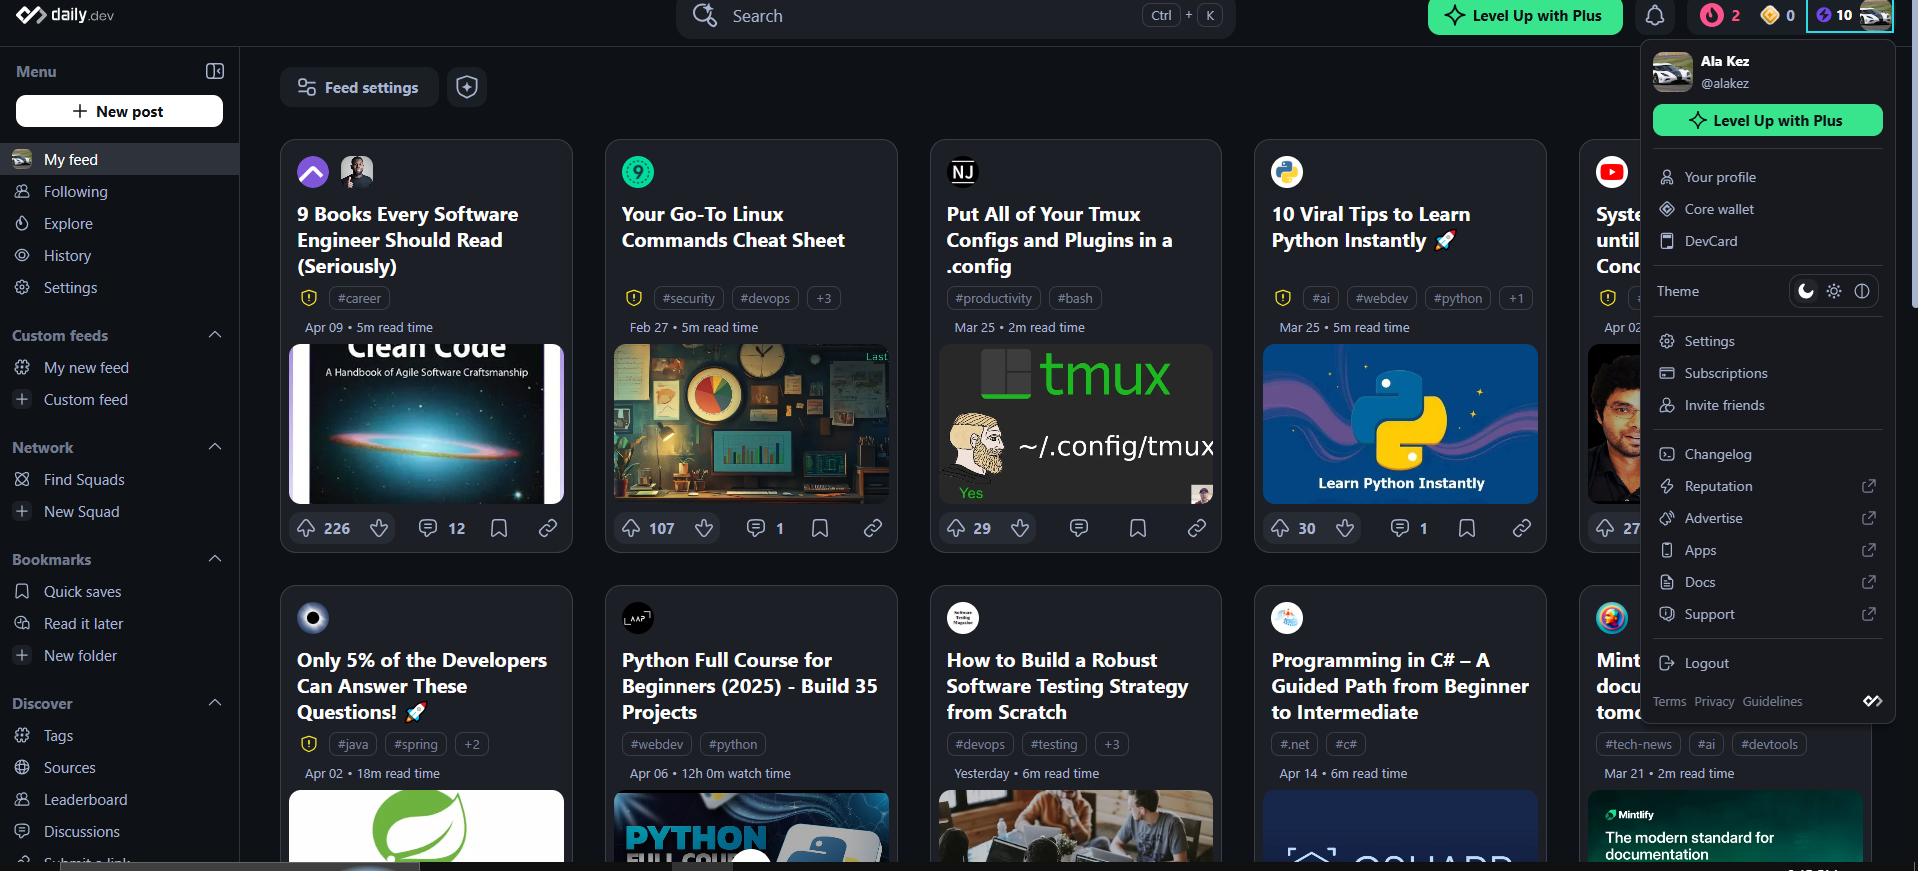 daily.dev
Search
Ctrl + K
Level Up with Plus
2
0
10
Menu
New post
My feed
Following
Explore
History
Settings
Custom feeds
My new feed
Custom feed
Network
Find Squads
New Squad
Bookmarks
Quick saves
Read it later
New folder
Discover
Tags
Sources
Leaderboard
Discussions
Submit a link
Feed settings
9 Books Every Software
Engineer Should Read
(Seriously)
#career
Apr 09 • 5m read time
Clean Code
A Handbook of Agile Software Craftsmanship
226
12
9
Your Go-To Linux
Commands Cheat Sheet
#security
#devops
+3
Feb 27 • 5m read time
Last
107
1
NJ
Put All of Your Tmux
Configs and Plugins in a
.config
#productivity
#bash
Mar 25 • 2m read time
tmux
~/.config/tmux
Yes
29
10 Viral Tips to Learn
Python Instantly 🚀
#ai
#webdev
#python
+1
Mar 25 • 5m read time
Learn Python Instantly
30
1
Syste
until
Conc
#
Apr 02
27
Only 5% of the Developers
Can Answer These
Questions! 🚀
#java
#spring
+2
Apr 02 • 18m read time
LAAP
Python Full Course for
Beginners (2025) - Build 35
Projects
#webdev
#python
Apr 06 • 12h 0m watch time
PYTHON
FULL COU
Software
Testing
Magazine
How to Build a Robust
Software Testing Strategy
from Scratch
#devops
#testing
+3
Yesterday • 6m read time
Programming in C# – A
Guided Path from Beginner
to Intermediate
#.net
#c#
Apr 14 • 6m read time
Mint
docu
tomo
#tech-news
#ai
#devtools
Mar 21 • 2m read time
Mintlify
The modern standard for
documentation
Ala Kez
@alakez
Level Up with Plus
Your profile
Core wallet
DevCard
Theme
Settings
Subscriptions
Invite friends
Changelog
Reputation
Advertise
Apps
Docs
Support
Logout
Terms Privacy Guidelines